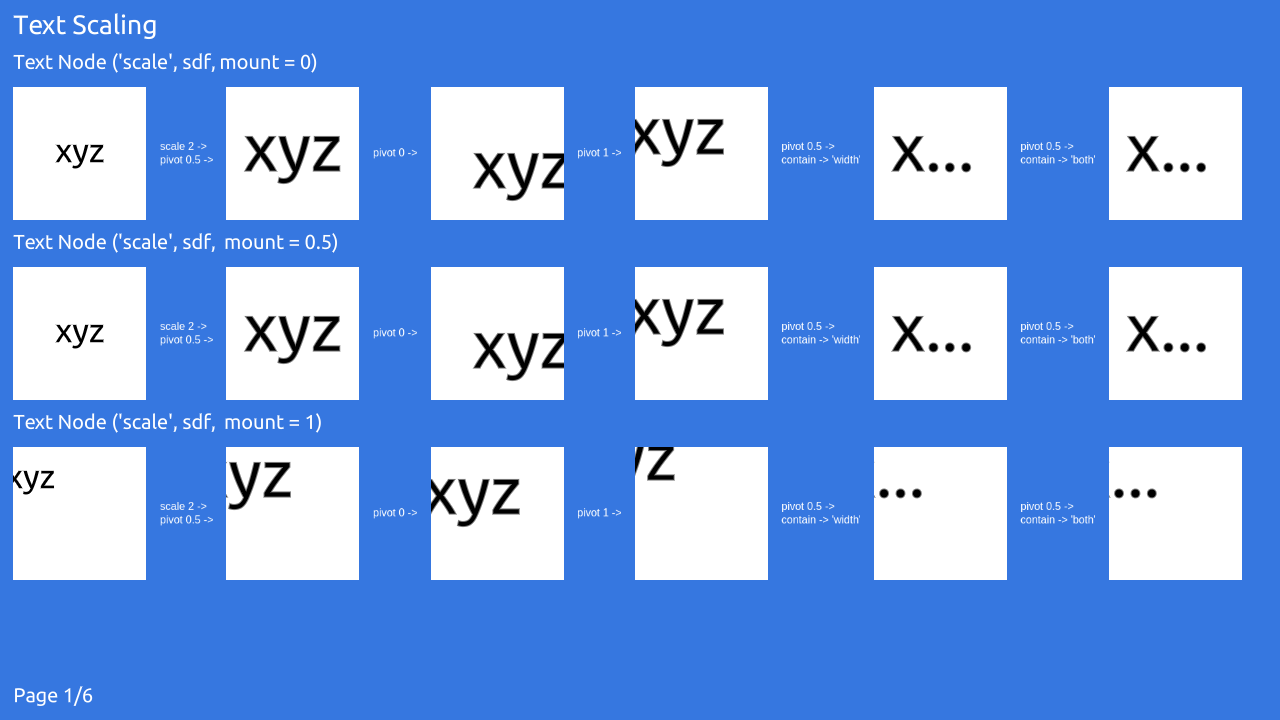 Text Scaling
Text Node ('scale', sdf, mount = 0)
xyz
scale 2 ->
pivot 0.5 ->
xyz
pivot 0 ->
xyz
pivot 1 ->
xyz
pivot 0.5 ->
contain -> 'width'
x...
pivot 0.5 ->
contain -> 'both'
x...
Text Node ('scale', sdf, mount = 0.5)
xyz
scale 2 ->
pivot 0.5 ->
xyz
pivot 0 ->
xyz
pivot 1 ->
xyz
pivot 0.5 ->
contain -> 'width'
x...
pivot 0.5 ->
contain -> 'both'
x...
Text Node ('scale', sdf, mount = 1)
xyz
scale 2 ->
pivot 0.5 ->
yz
pivot 0 ->
xyz
pivot 1 ->
yz
pivot 0.5 ->
contain -> 'width'
...
pivot 0.5 ->
contain -> 'both'
...
Page 1/6